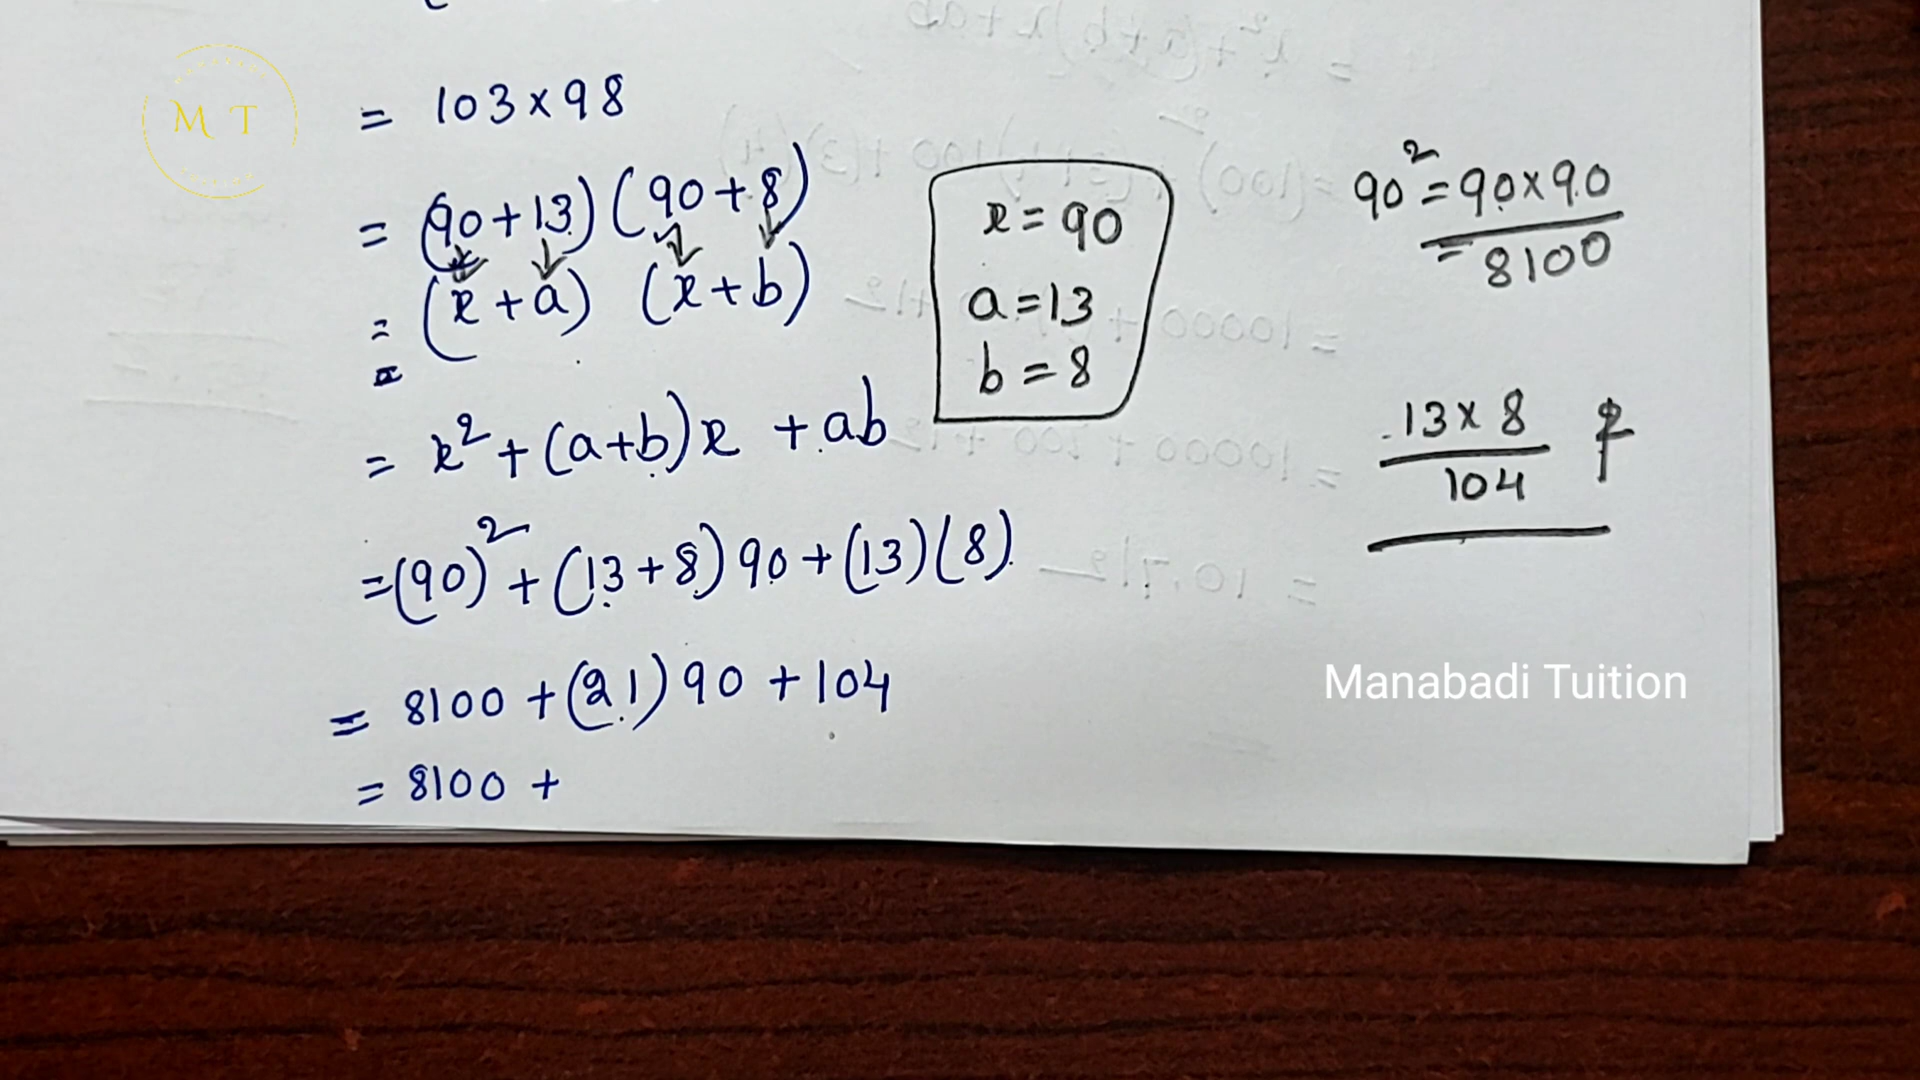 M T
= 103 × 98
= (90 + 13) (90 + 8)
= (x + a) (x + b)
=
= x² + (a+b)x + ab
= (90)² + (13 + 8) 90 + (13)(8)
= 8100 + (21) 90 + 104
= 8100 +
x = 90
a = 13
b = 8
90² = 90 × 90
= 8100
13 × 8
104
Manabadi Tuition